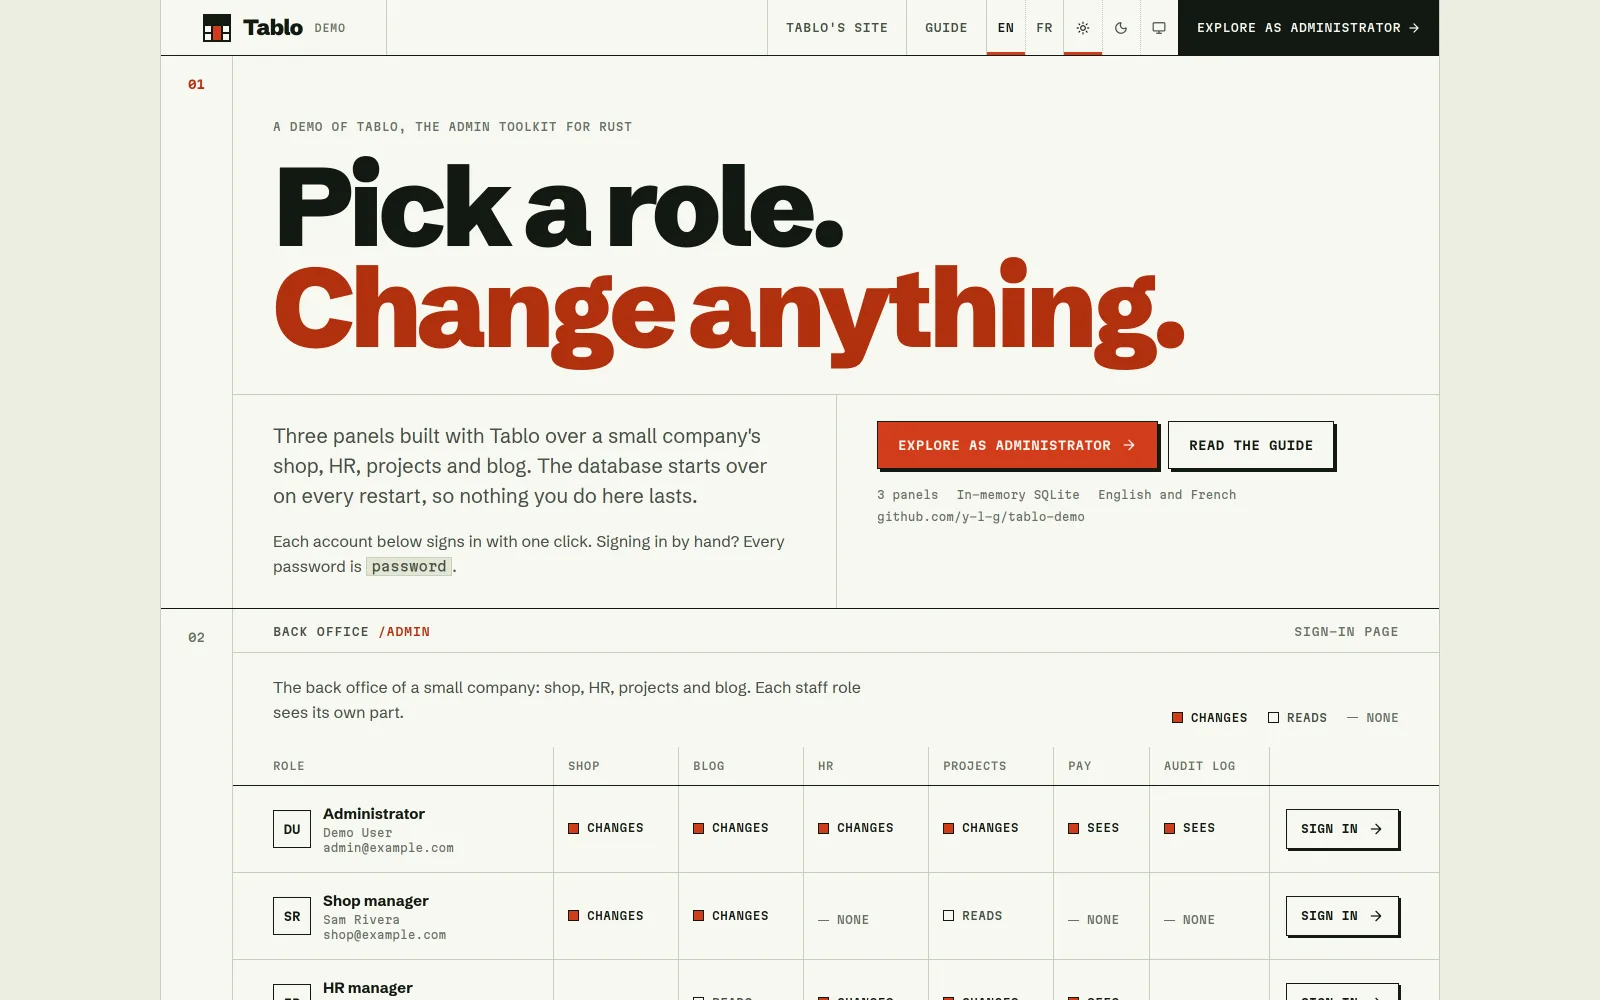 Tablo DEMO
TABLO'S SITE
GUIDE
EN
FR
EXPLORE AS ADMINISTRATOR →
01
A DEMO OF TABLO, THE ADMIN TOOLKIT FOR RUST
Pick a role.
Change anything.
Three panels built with Tablo over a small company's
shop, HR, projects and blog. The database starts over
on every restart, so nothing you do here lasts.
Each account below signs in with one click. Signing in by hand? Every
password is password.
EXPLORE AS ADMINISTRATOR →
READ THE GUIDE
3 panels In-memory SQLite English and French
github.com/y-l-g/tablo-demo
02
BACK OFFICE /ADMIN
SIGN-IN PAGE
The back office of a small company: shop, HR, projects and blog. Each staff role
sees its own part.
CHANGES READS — NONE
ROLE SHOP BLOG HR PROJECTS PAY AUDIT LOG
DU
Administrator
Demo User
admin@example.com
CHANGES CHANGES CHANGES CHANGES SEES SEES
SIGN IN →
SR
Shop manager
Sam Rivera
shop@example.com
CHANGES CHANGES — NONE READS — NONE — NONE
SIGN IN →
HR manager